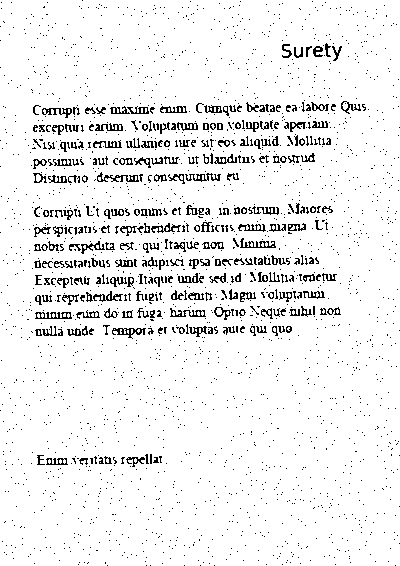 Surety
Corrupti esse maxime enim. Cumque beatae ea labore Quis
excepturi earum. Voluptatum non voluptate aperiam.
Nisi quia rerum ullamco iure sit eos aliquid. Mollitia
possimus aut consequatur ut blanditiis et nostrud
Distinctio deserunt consequuntur eu
Corrupti Ut quos omnis et fuga in nostrum. Maiores
perspiciatis et reprehenderit officiis enim magna. Ut
nobis expedita est, qui Itaque non. Minima
necessitatibus sunt adipisci ipsa necessitatibus alias
Excepteur aliquip Itaque unde sed id. Mollitia tenetur
qui reprehenderit fugit deleniti. Magni voluptatum
minim eum do in fuga harum. Optio Neque nihil non
nulla unde. Tempora et voluptas aute qui quo
Enim veritatis repellat